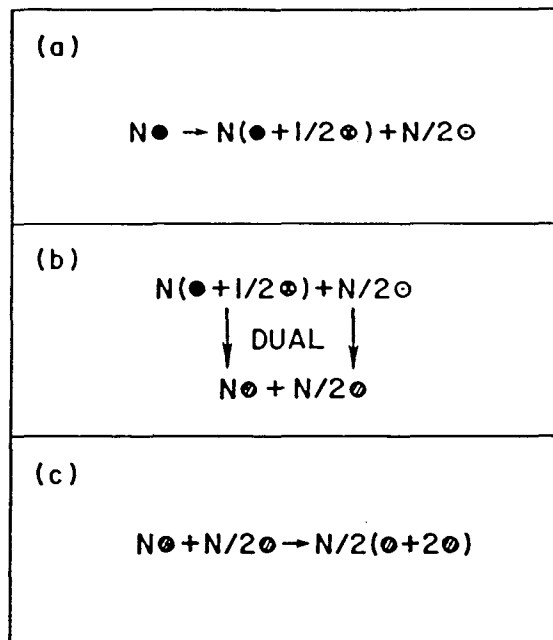 (a)
N● → N(●+1/2⊗)+N/2⊙
(b)
N(●+1/2⊗)+N/2⊙
DUAL
N⊘ + N/2⊘
(c)
N⊘+N/2⊘→N/2(⊘+2⊘)